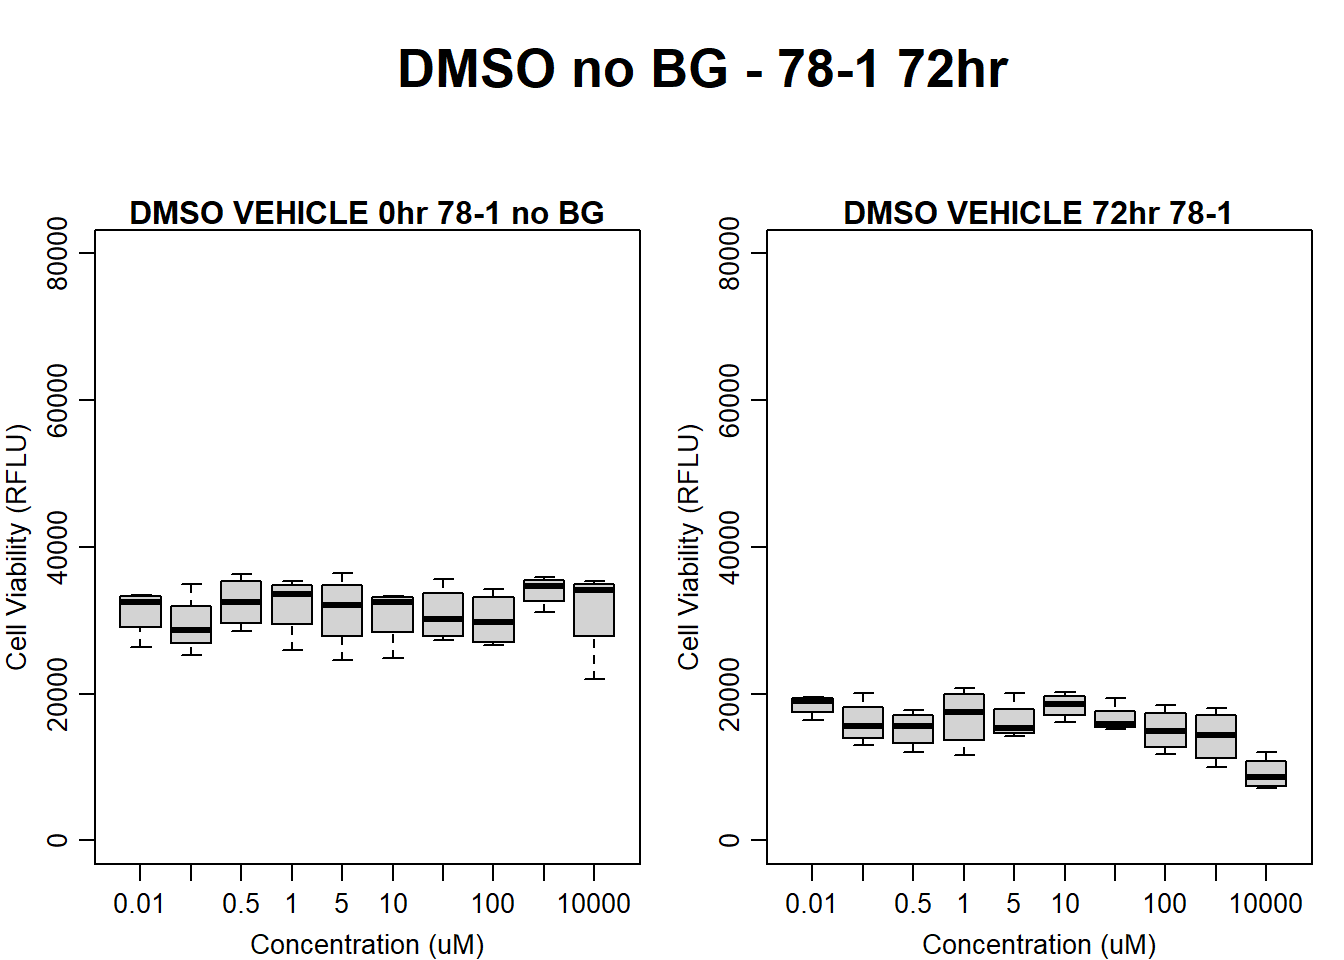 DMSO no BG - 78-1 72hr
DMSO VEHICLE 0hr 78-1 no BG
Cell Viability (RFLU)
80000
60000
40000
20000
0
0.01 0.5 1 5 10 100 10000
Concentration (uM)
DMSO VEHICLE 72hr 78-1
Cell Viability (RFLU)
80000
60000
40000
20000
0
0.01 0.5 1 5 10 100 10000
Concentration (uM)